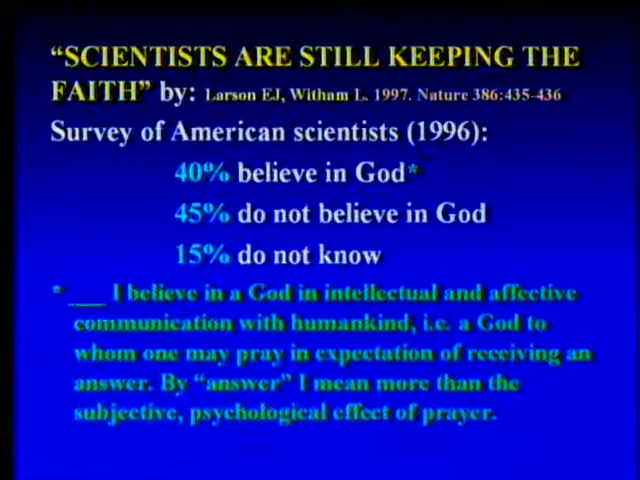 “SCIENTISTS ARE STILL KEEPING THE
FAITH” by: Larson EJ, Witham L. 1997. Nature 386:435-436
Survey of American scientists (1996):
40% believe in God*
45% do not believe in God
15% do not know
* ___ I believe in a God in intellectual and affective
communication with humankind, i.e. a God to
whom one may pray in expectation of receiving an
answer. By “answer” I mean more than the
subjective, psychological effect of prayer.